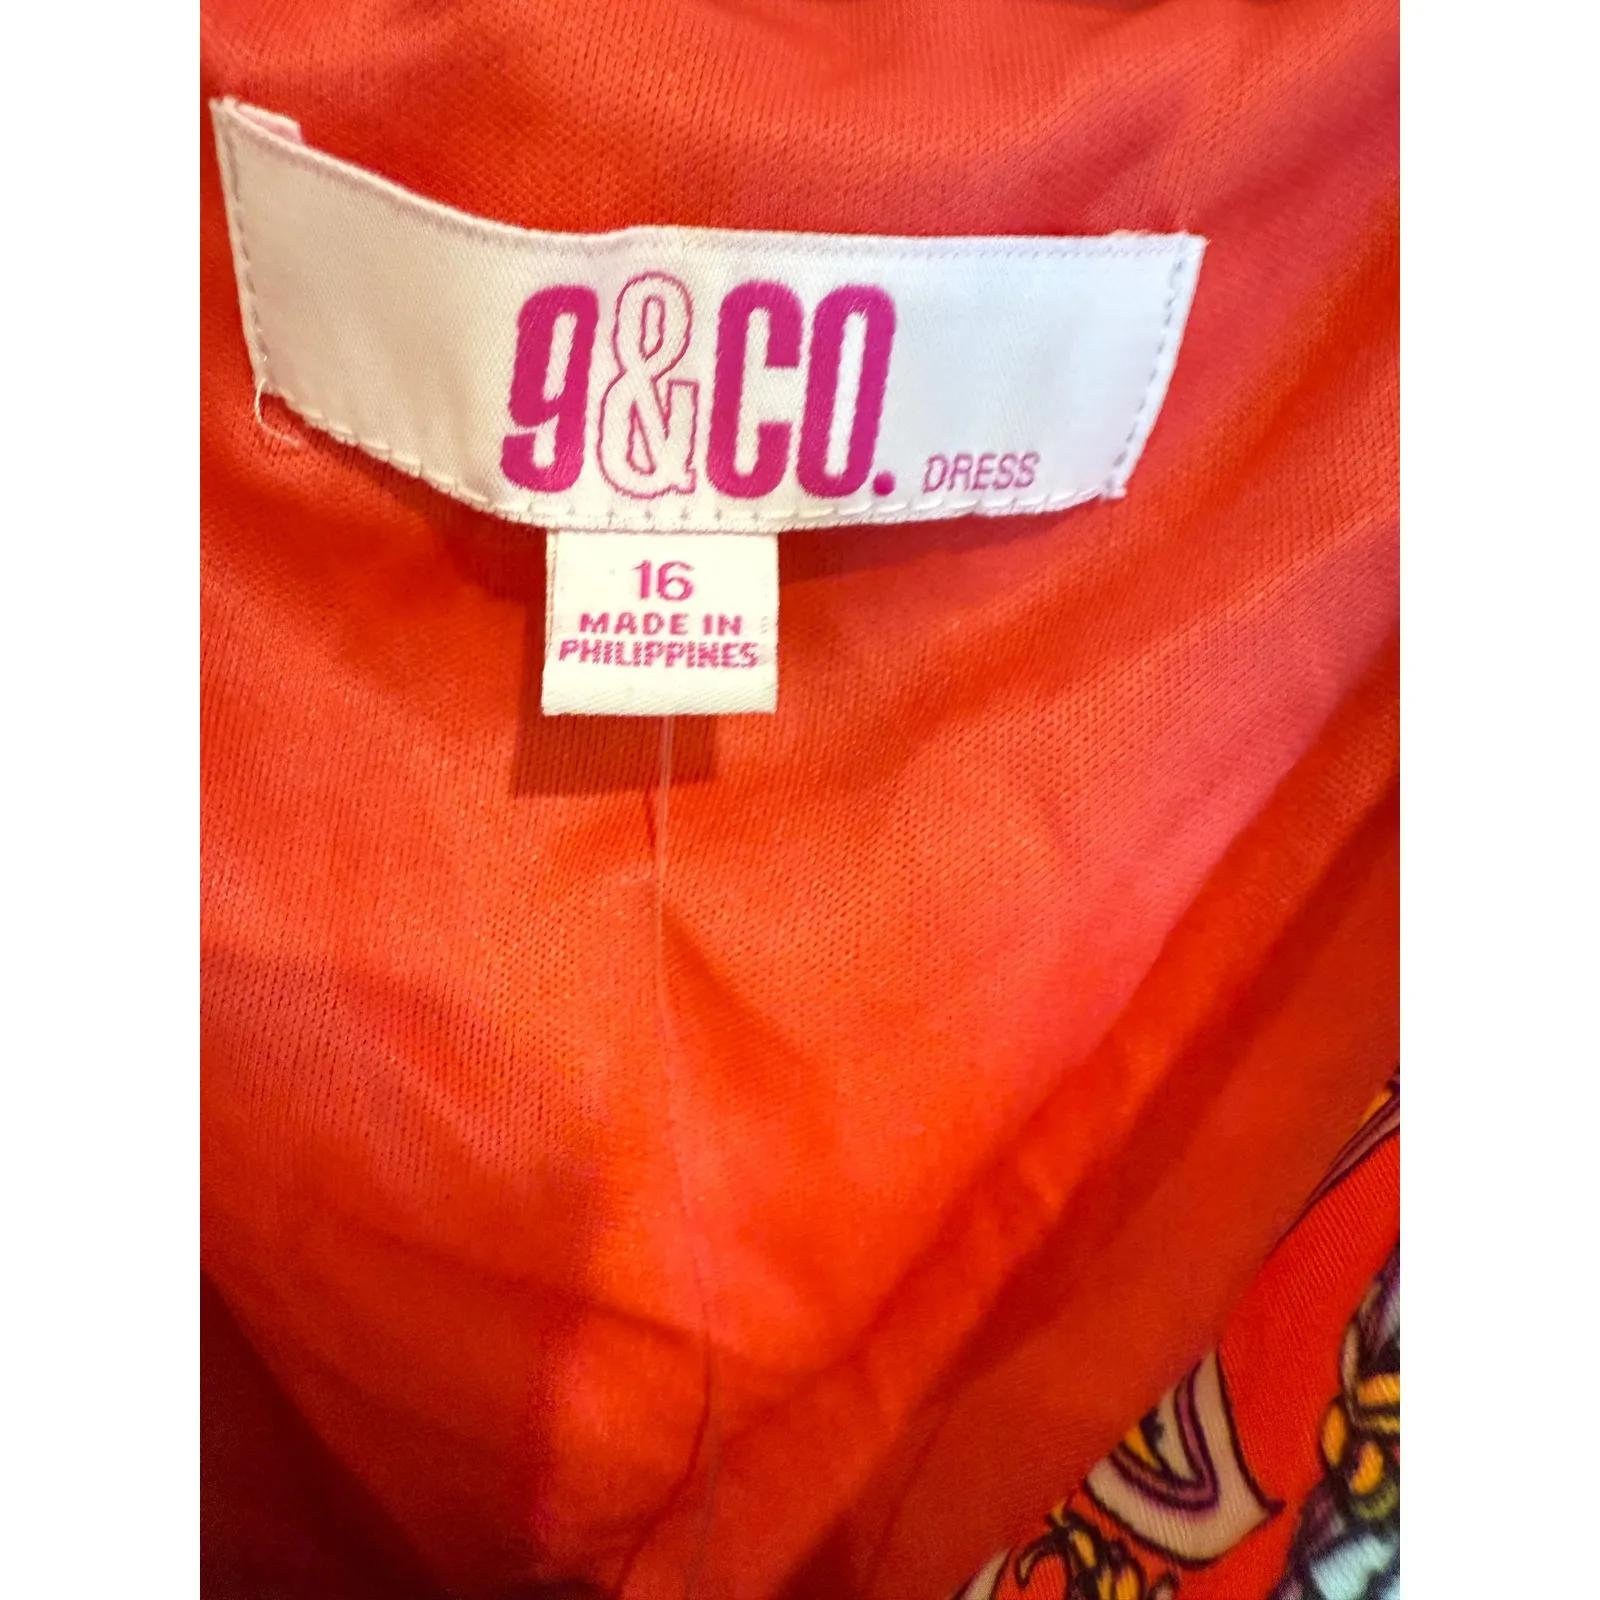 9&CO. DRESS
16
MADE IN
PHILIPPINES